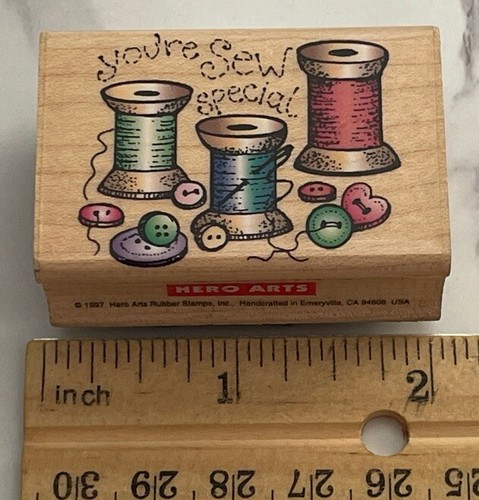 you're Sew
special
HERO ARTS
© 1997 Hero Arts Rubber Stamps, Inc., Handcrafted in Emeryville, CA 94608 USA
inch 1 2
30 29 28 27 26 25